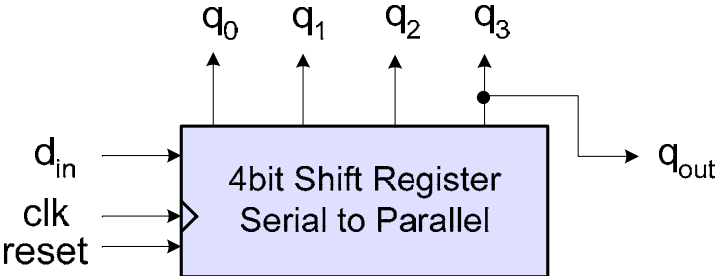 q0 q1 q2 q3
din
4bit Shift Register
qout
clk
Serial to Parallel
reset